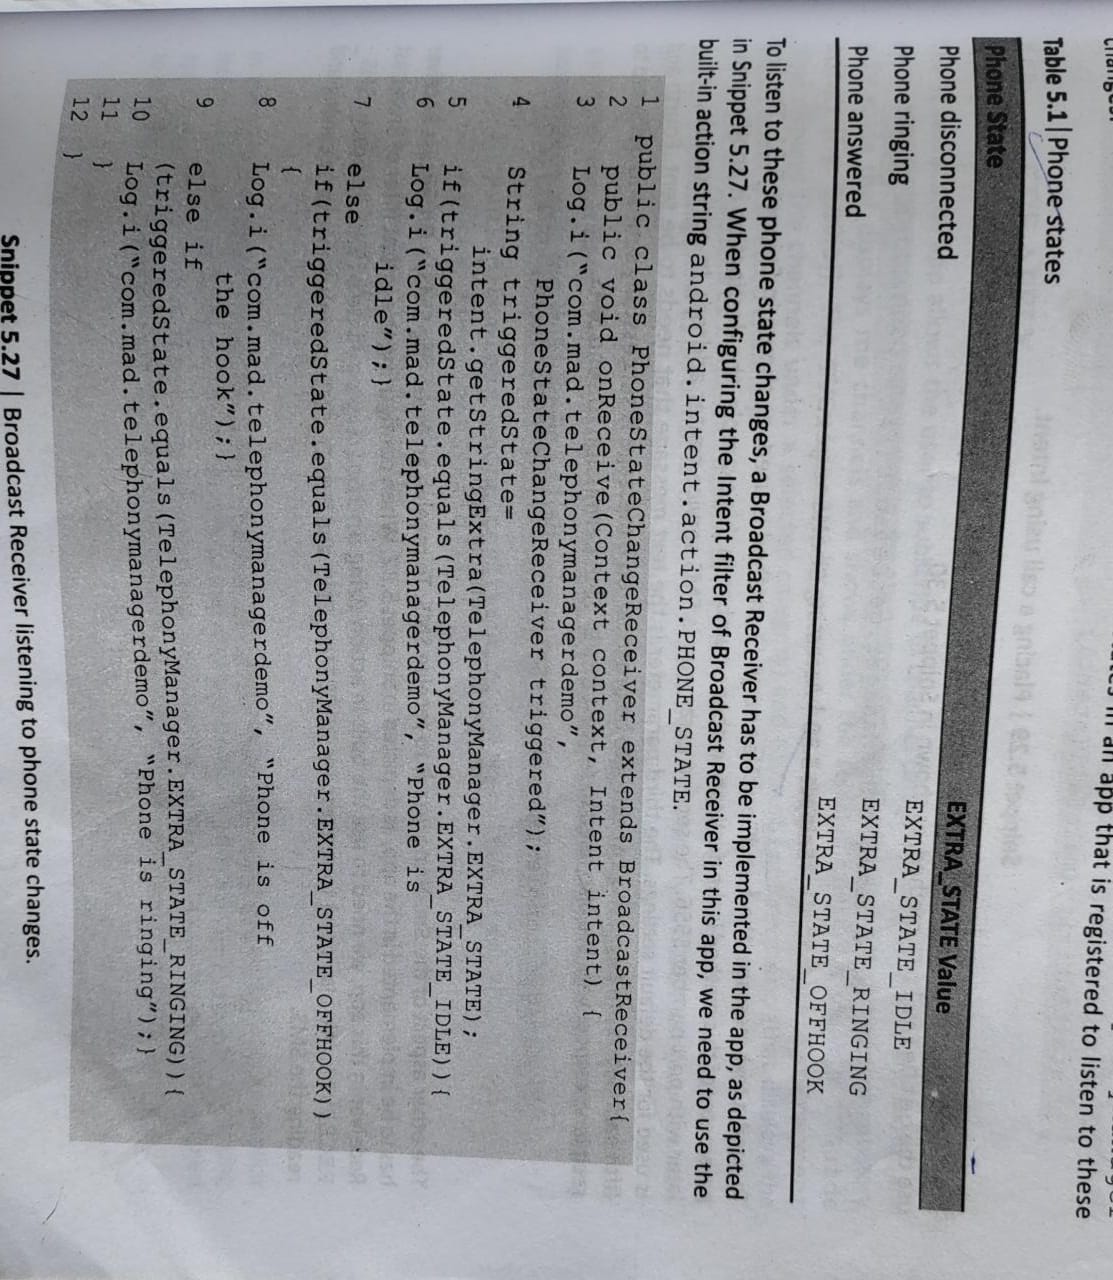 an app that is registered to listen to these
Table 5.1 | Phone states
Phone State EXTRA_STATE Value
Phone disconnected EXTRA_STATE_IDLE
Phone ringing EXTRA_STATE_RINGING
Phone answered EXTRA_STATE_OFFHOOK
To listen to these phone state changes, a Broadcast Receiver has to be implemented in the app, as depicted
in Snippet 5.27. When configuring the Intent filter of Broadcast Receiver in this app, we need to use the
built-in action string android.intent.action.PHONE_STATE.
1 public class PhoneStateChangeReceiver extends BroadcastReceiver{
2 public void onReceive(Context context, Intent intent) {
3 Log.i("com.mad.telephonymanagerdemo",
PhoneStateChangeReceiver triggered");
4 String triggeredState=
intent.getStringExtra(TelephonyManager.EXTRA_STATE);
5 if(triggeredState.equals(TelephonyManager.EXTRA_STATE_IDLE)){
6 Log.i("com.mad.telephonymanagerdemo", "Phone is
idle");}
7 else
if(triggeredState.equals(TelephonyManager.EXTRA_STATE_OFFHOOK))
{
8 Log.i("com.mad.telephonymanagerdemo", "Phone is off
the hook");}
9 else if
(triggeredState.equals(TelephonyManager.EXTRA_STATE_RINGING)){
10 Log.i("com.mad.telephonymanagerdemo", "Phone is ringing");}
11 }
12 }
Snippet 5.27 | Broadcast Receiver listening to phone state changes.